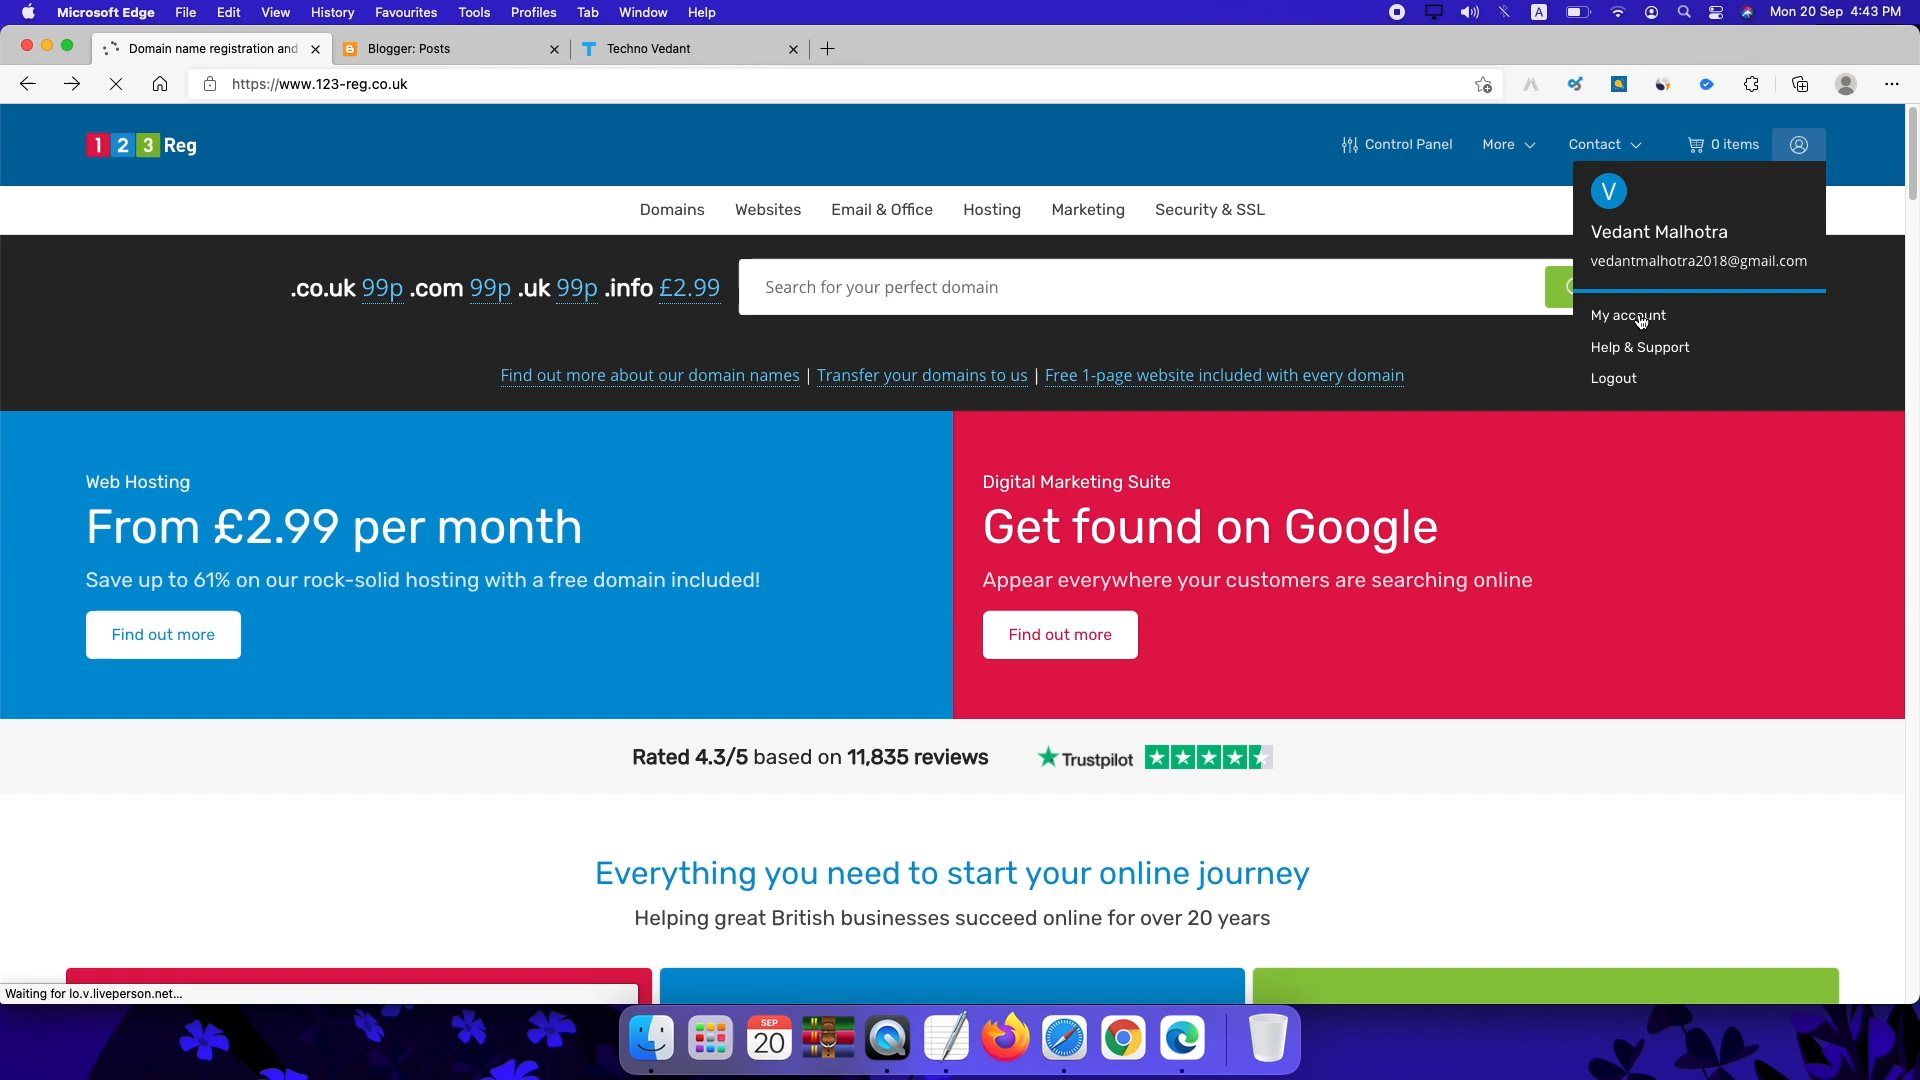 Microsoft Edge File Edit View History Favourites Tools Profiles Tab Window Help A Mon 20 Sep 4:43 PM
Domain name registration and Blogger: Posts Techno Vedant
https://www.123-reg.co.uk
1 2 3 Reg Control Panel More Contact 0 items
V
Domains Websites Email & Office Hosting Marketing Security & SSL
Vedant Malhotra
vedantmalhotra2018@gmail.com
.co.uk 99p .com 99p .uk 99p .info £2.99 Search for your perfect domain
My account
Help & Support
Logout
Find out more about our domain names | Transfer your domains to us | Free 1-page website included with every domain
Web Hosting
From £2.99 per month
Save up to 61% on our rock-solid hosting with a free domain included!
Find out more
Digital Marketing Suite
Get found on Google
Appear everywhere your customers are searching online
Find out more
Rated 4.3/5 based on 11,835 reviews Trustpilot
Everything you need to start your online journey
Helping great British businesses succeed online for over 20 years
Waiting for lo.v.liveperson.net...
SEP
20